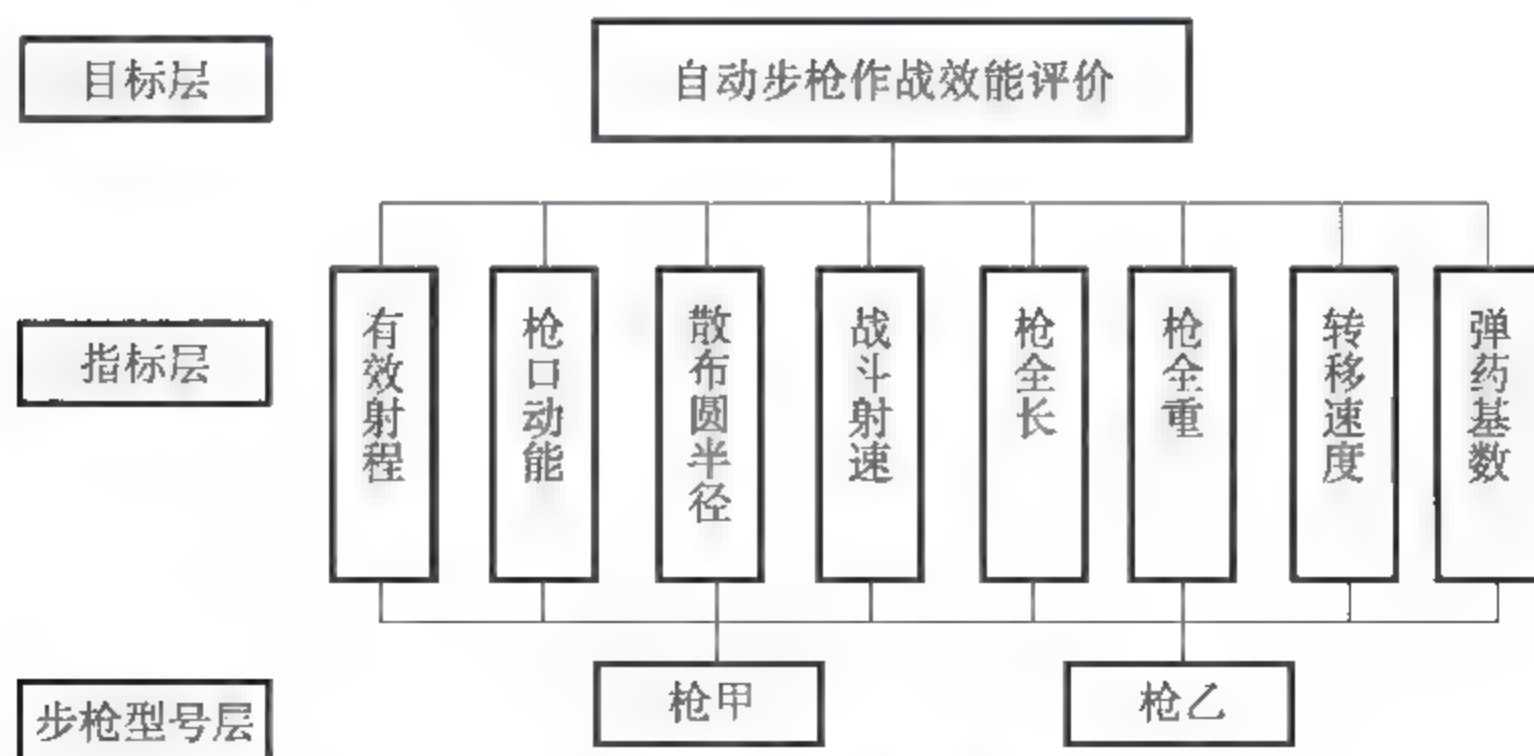 目标层
自动步枪作战效能评价
指标层
有效射程
枪口动能
散布圆半径
战斗射速
枪全长
枪全重
转移速度
弹药基数
步枪型号层
枪甲
枪乙